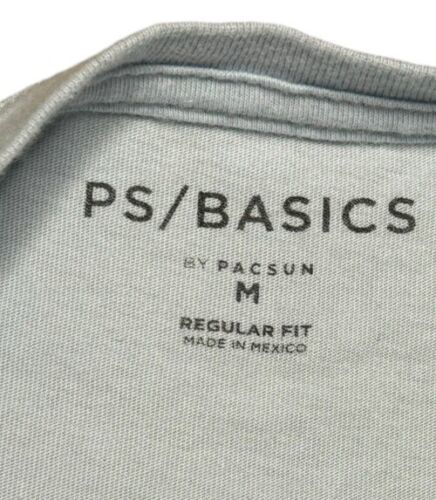 PS/BASICS
BY PACSUN
M
REGULAR FIT
MADE IN MEXICO